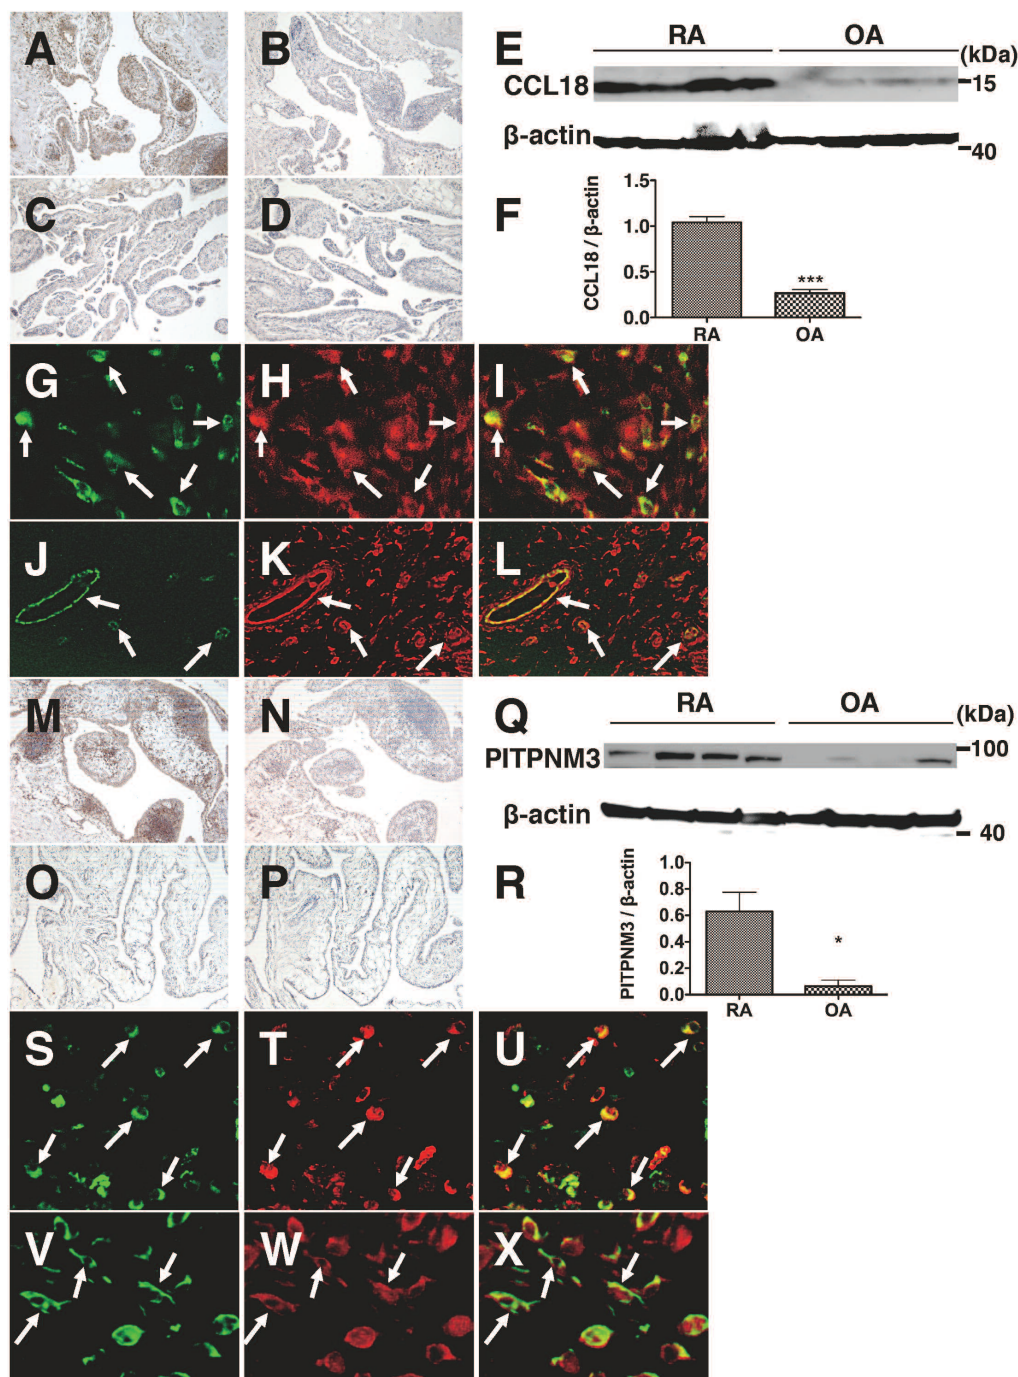 A
B
E
RA
OA
(kDa)
CCL18
15
β-actin
40
C
D
F
CCL18 / β-actin
1.5
1.0
0.5
0.0
***
RA
OA
G
H
I
J
K
L
M
N
Q
RA
OA
(kDa)
PITPNM3
100
β-actin
40
O
P
R
PITPNM3 / β-actin
1.0
0.8
0.6
0.4
0.2
0.0
*
RA
OA
S
T
U
V
W
X